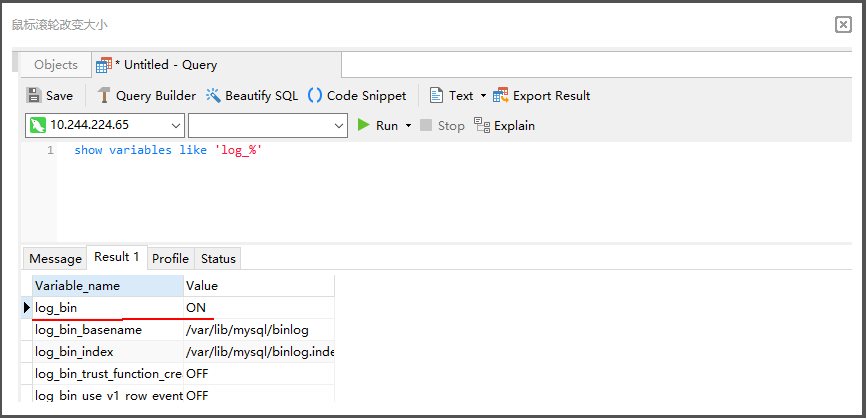 鼠标滚轮改变大小
Objects * Untitled - Query
Save Query Builder Beautify SQL () Code Snippet Text Export Result
10.244.224.65 Run Stop Explain
1 show variables like 'log_%'
Message Result 1 Profile Status
Variable_name Value
log_bin ON
log_bin_basename /var/lib/mysql/binlog
log_bin_index /var/lib/mysql/binlog.inde
log_bin_trust_function_cre OFF
log_bin_use_v1_row_event OFF